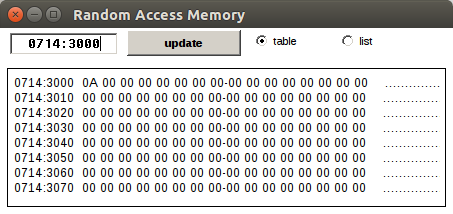 Random Access Memory
0714:3000 update table list
0714:3000 0A 00 00 00 00 00 00 00-00 00 00 00 00 00 00 00 ................
0714:3010 00 00 00 00 00 00 00 00-00 00 00 00 00 00 00 00 ................
0714:3020 00 00 00 00 00 00 00 00-00 00 00 00 00 00 00 00 ................
0714:3030 00 00 00 00 00 00 00 00-00 00 00 00 00 00 00 00 ................
0714:3040 00 00 00 00 00 00 00 00-00 00 00 00 00 00 00 00 ................
0714:3050 00 00 00 00 00 00 00 00-00 00 00 00 00 00 00 00 ................
0714:3060 00 00 00 00 00 00 00 00-00 00 00 00 00 00 00 00 ................
0714:3070 00 00 00 00 00 00 00 00-00 00 00 00 00 00 00 00 ................